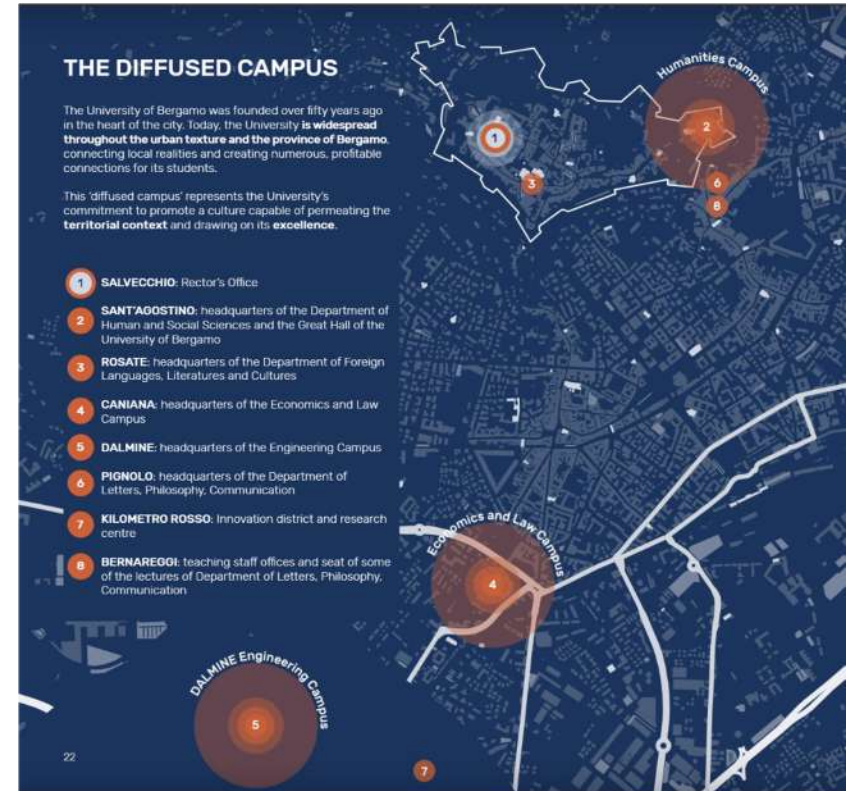 THE DIFFUSED CAMPUS
The University of Bergamo was founded over fifty years ago
in the heart of the city. Today, the University is widespread
throughout the urban texture and the province of Bergamo,
connecting local realities and creating numerous, profitable
connections for its students.
This 'diffused campus' represents the University's
commitment to promote a culture capable of permeating the
territorial context and drawing on its excellence.
1 SALVECCHIO: Rector's Office
2 SANT'AGOSTINO: headquarters of the Department of
Human and Social Sciences and the Great Hall of the
University of Bergamo
3 ROSATE: headquarters of the Department of Foreign
Languages, Literatures and Cultures
4 CANIANA: headquarters of the Economics and Law
Campus
5 DALMINE: headquarters of the Engineering Campus
6 PIGNOLO: headquarters of the Department of
Letters, Philosophy, Communication
7 KILOMETRO ROSSO: Innovation district and research
centre
8 BERNAREGGI: teaching staff offices and seat of some
of the lectures of Department of Letters, Philosophy,
Communication
Humanities Campus
1
2
3
6
8
Economics and Law Campus
4
DALMINE Engineering Campus
5
7
22